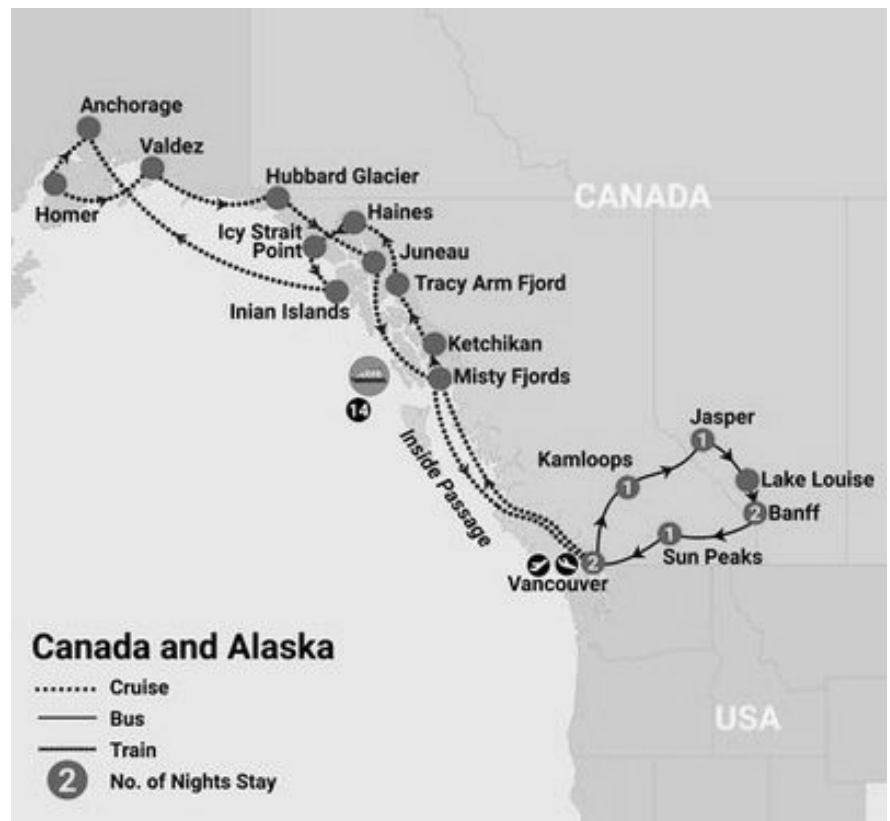 Anchorage
Valdez
Homer
Hubbard Glacier
CANADA
Haines
Icy Strait
Point
Juneau
Tracy Arm Fjord
Inian Islands
Ketchikan
Misty Fjords
14
Inside Passage
Jasper
1
Kamloops
1
Lake Louise
2
Banff
1
Sun Peaks
2
Vancouver
Canada and Alaska
Cruise
Bus
Train
USA
2
No. of Nights Stay